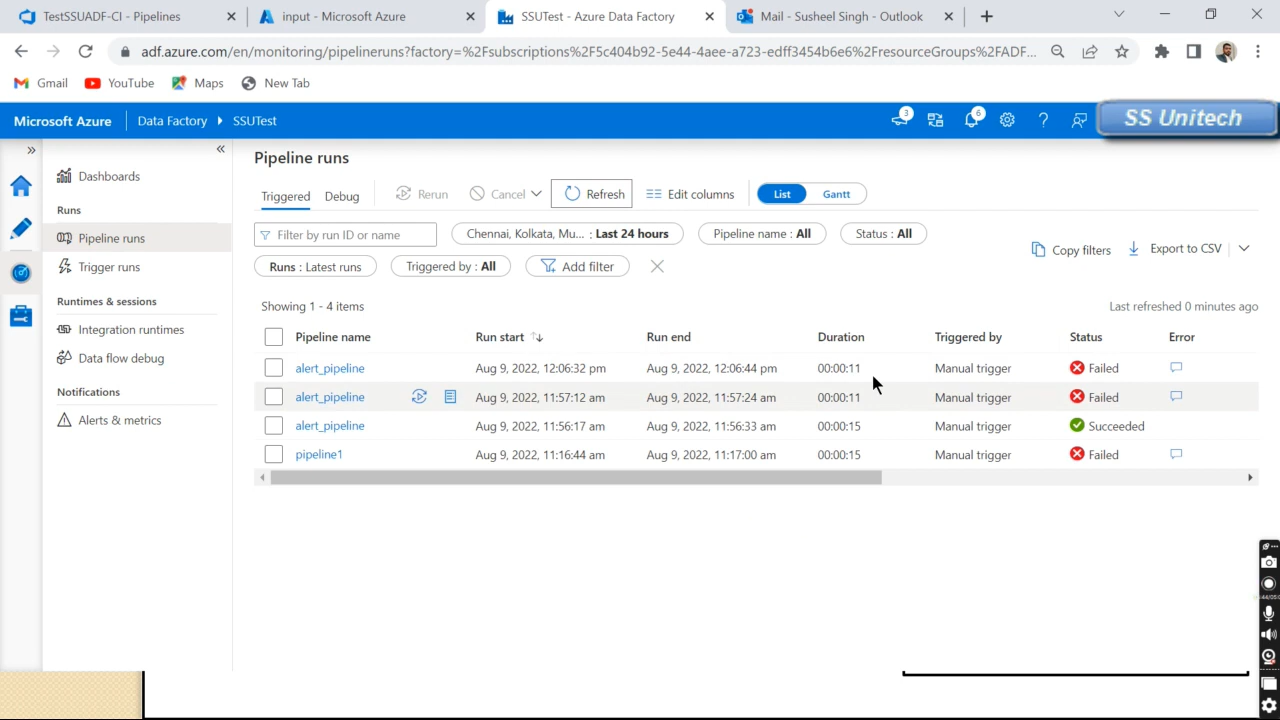 TestSSUADF-CI - Pipelines
input - Microsoft Azure
SSUTest - Azure Data Factory
Mail - Susheel Singh - Outlook
adf.azure.com/en/monitoring/pipelineruns?factory=%2Fsubscriptions%2F5c404b92-5e44-4aee-a723-edff3454b6e6%2FresourceGroups%2FADF...
Gmail YouTube Maps New Tab
Microsoft Azure Data Factory SSUTest 3 6 SS Unitech
Pipeline runs
Dashboards
Runs
Pipeline runs
Trigger runs
Runtimes & sessions
Integration runtimes
Data flow debug
Notifications
Alerts & metrics
Triggered Debug Rerun Cancel Refresh Edit columns List Gantt
Filter by run ID or name Chennai, Kolkata, Mu... : Last 24 hours Pipeline name : All Status : All
Copy filters Export to CSV
Runs : Latest runs Triggered by : All Add filter
Showing 1 - 4 items Last refreshed 0 minutes ago
Pipeline name Run start Run end Duration Triggered by Status Error
alert_pipeline Aug 9, 2022, 12:06:32 pm Aug 9, 2022, 12:06:44 pm 00:00:11 Manual trigger Failed
alert_pipeline Aug 9, 2022, 11:57:12 am Aug 9, 2022, 11:57:24 am 00:00:11 Manual trigger Failed
alert_pipeline Aug 9, 2022, 11:56:17 am Aug 9, 2022, 11:56:33 am 00:00:15 Manual trigger Succeeded
pipeline1 Aug 9, 2022, 11:16:44 am Aug 9, 2022, 11:17:00 am 00:00:15 Manual trigger Failed